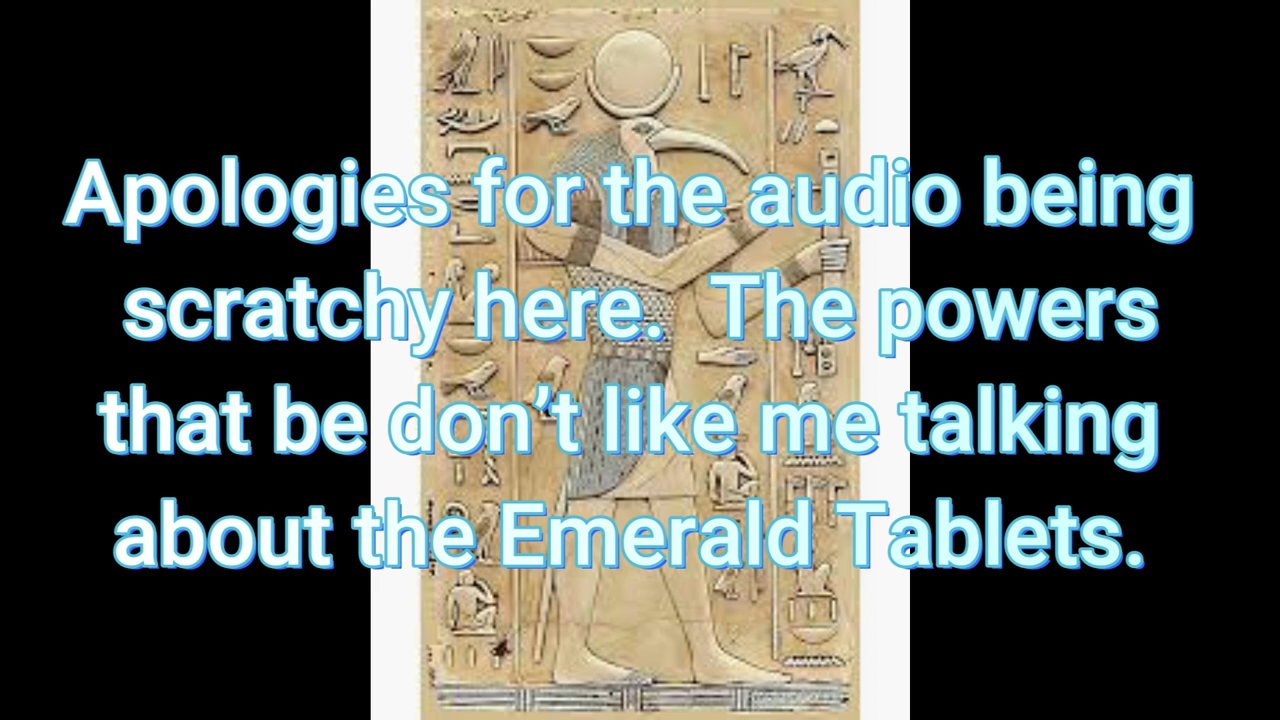 Apologies for the audio being
scratchy here.  The powers
that be don’t like me talking
about the Emerald Tablets.